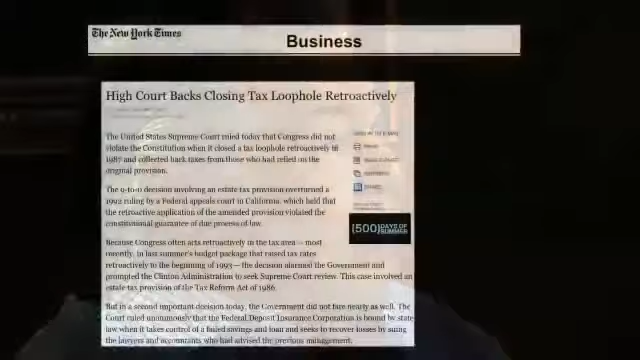 The New York Times
Business
High Court Backs Closing Tax Loophole Retroactively
The United States Supreme Court ruled today that Congress did not
violate the Constitution when it closed a tax loophole retroactively in
1987 and collected back taxes from those who had relied on the
original provision.
The 9-to-0 decision involving an estate tax provision overturned a
1992 ruling by a Federal appeals court in California, which held that
the retroactive application of the amended provision violated the
constitutional guarantee of due process of law.
(500) DAYS OF
SUMMER
Because Congress often acts retroactively in the tax area -- most
recently, in last summer's budget package that raised tax rates
retroactively to the beginning of 1993 -- the decision alarmed the Government and
prompted the Clinton Administration to seek Supreme Court review. This case involved an
estate tax provision of the Tax Reform Act of 1986.
But in a second important decision today, the Government did not fare nearly as well. The
Court ruled unanimously that the Federal Deposit Insurance Corporation is bound by state
law when it takes control of a failed savings and loan and seeks to recover losses by suing
the lawyers and accountants who had advised the previous management.